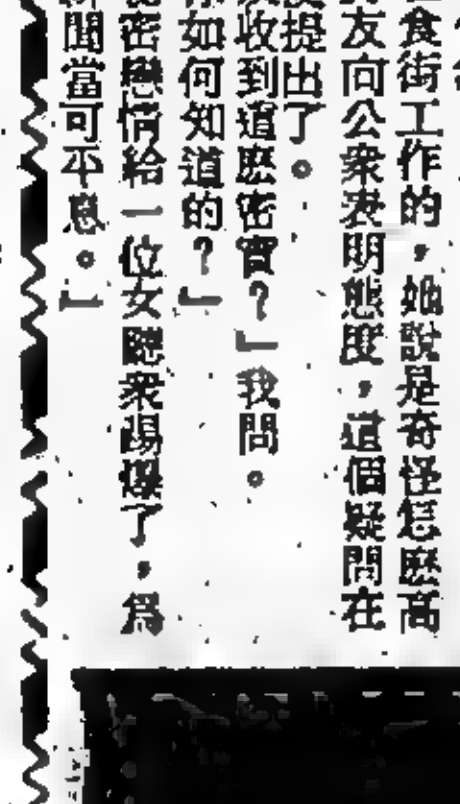 食街工作的，她說是奇怪怎麽高
友向公衆表明態度，這個疑問在
提出了。
收到這麽密實？」我問。
如何知道的？」
密戀情給一位女聽衆踢爆了，爲
聞當可平息。」